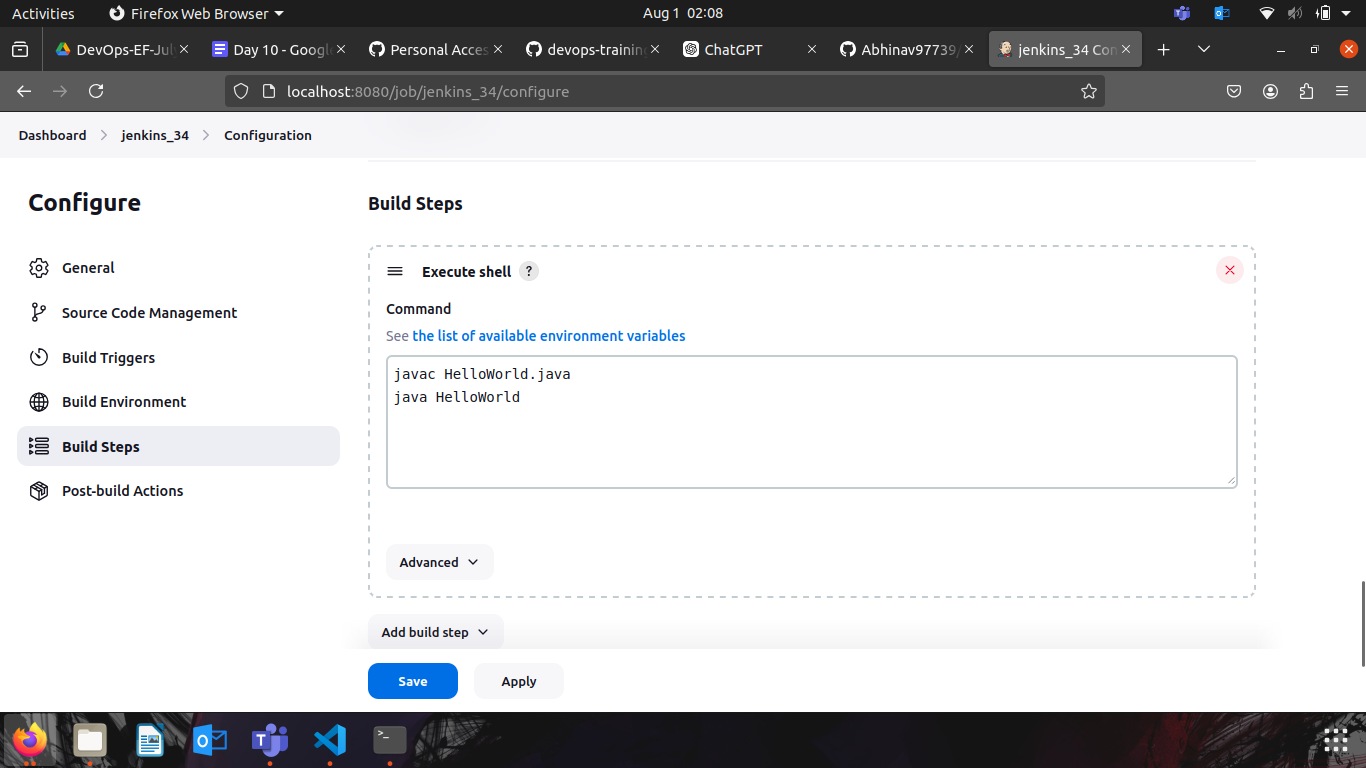 Activities Firefox Web Browser Aug 1 02:08
DevOps-EF-Jul Day 10 - Google Personal Acces devops-training ChatGPT Abhinav97739/ jenkins_34 Con
localhost:8080/job/jenkins_34/configure
Dashboard jenkins_34 Configuration
Configure
General
Source Code Management
Build Triggers
Build Environment
Build Steps
Post-build Actions
Build Steps
Execute shell ?
Command
See the list of available environment variables
javac HelloWorld.java
java HelloWorld
Advanced
Add build step
Save Apply